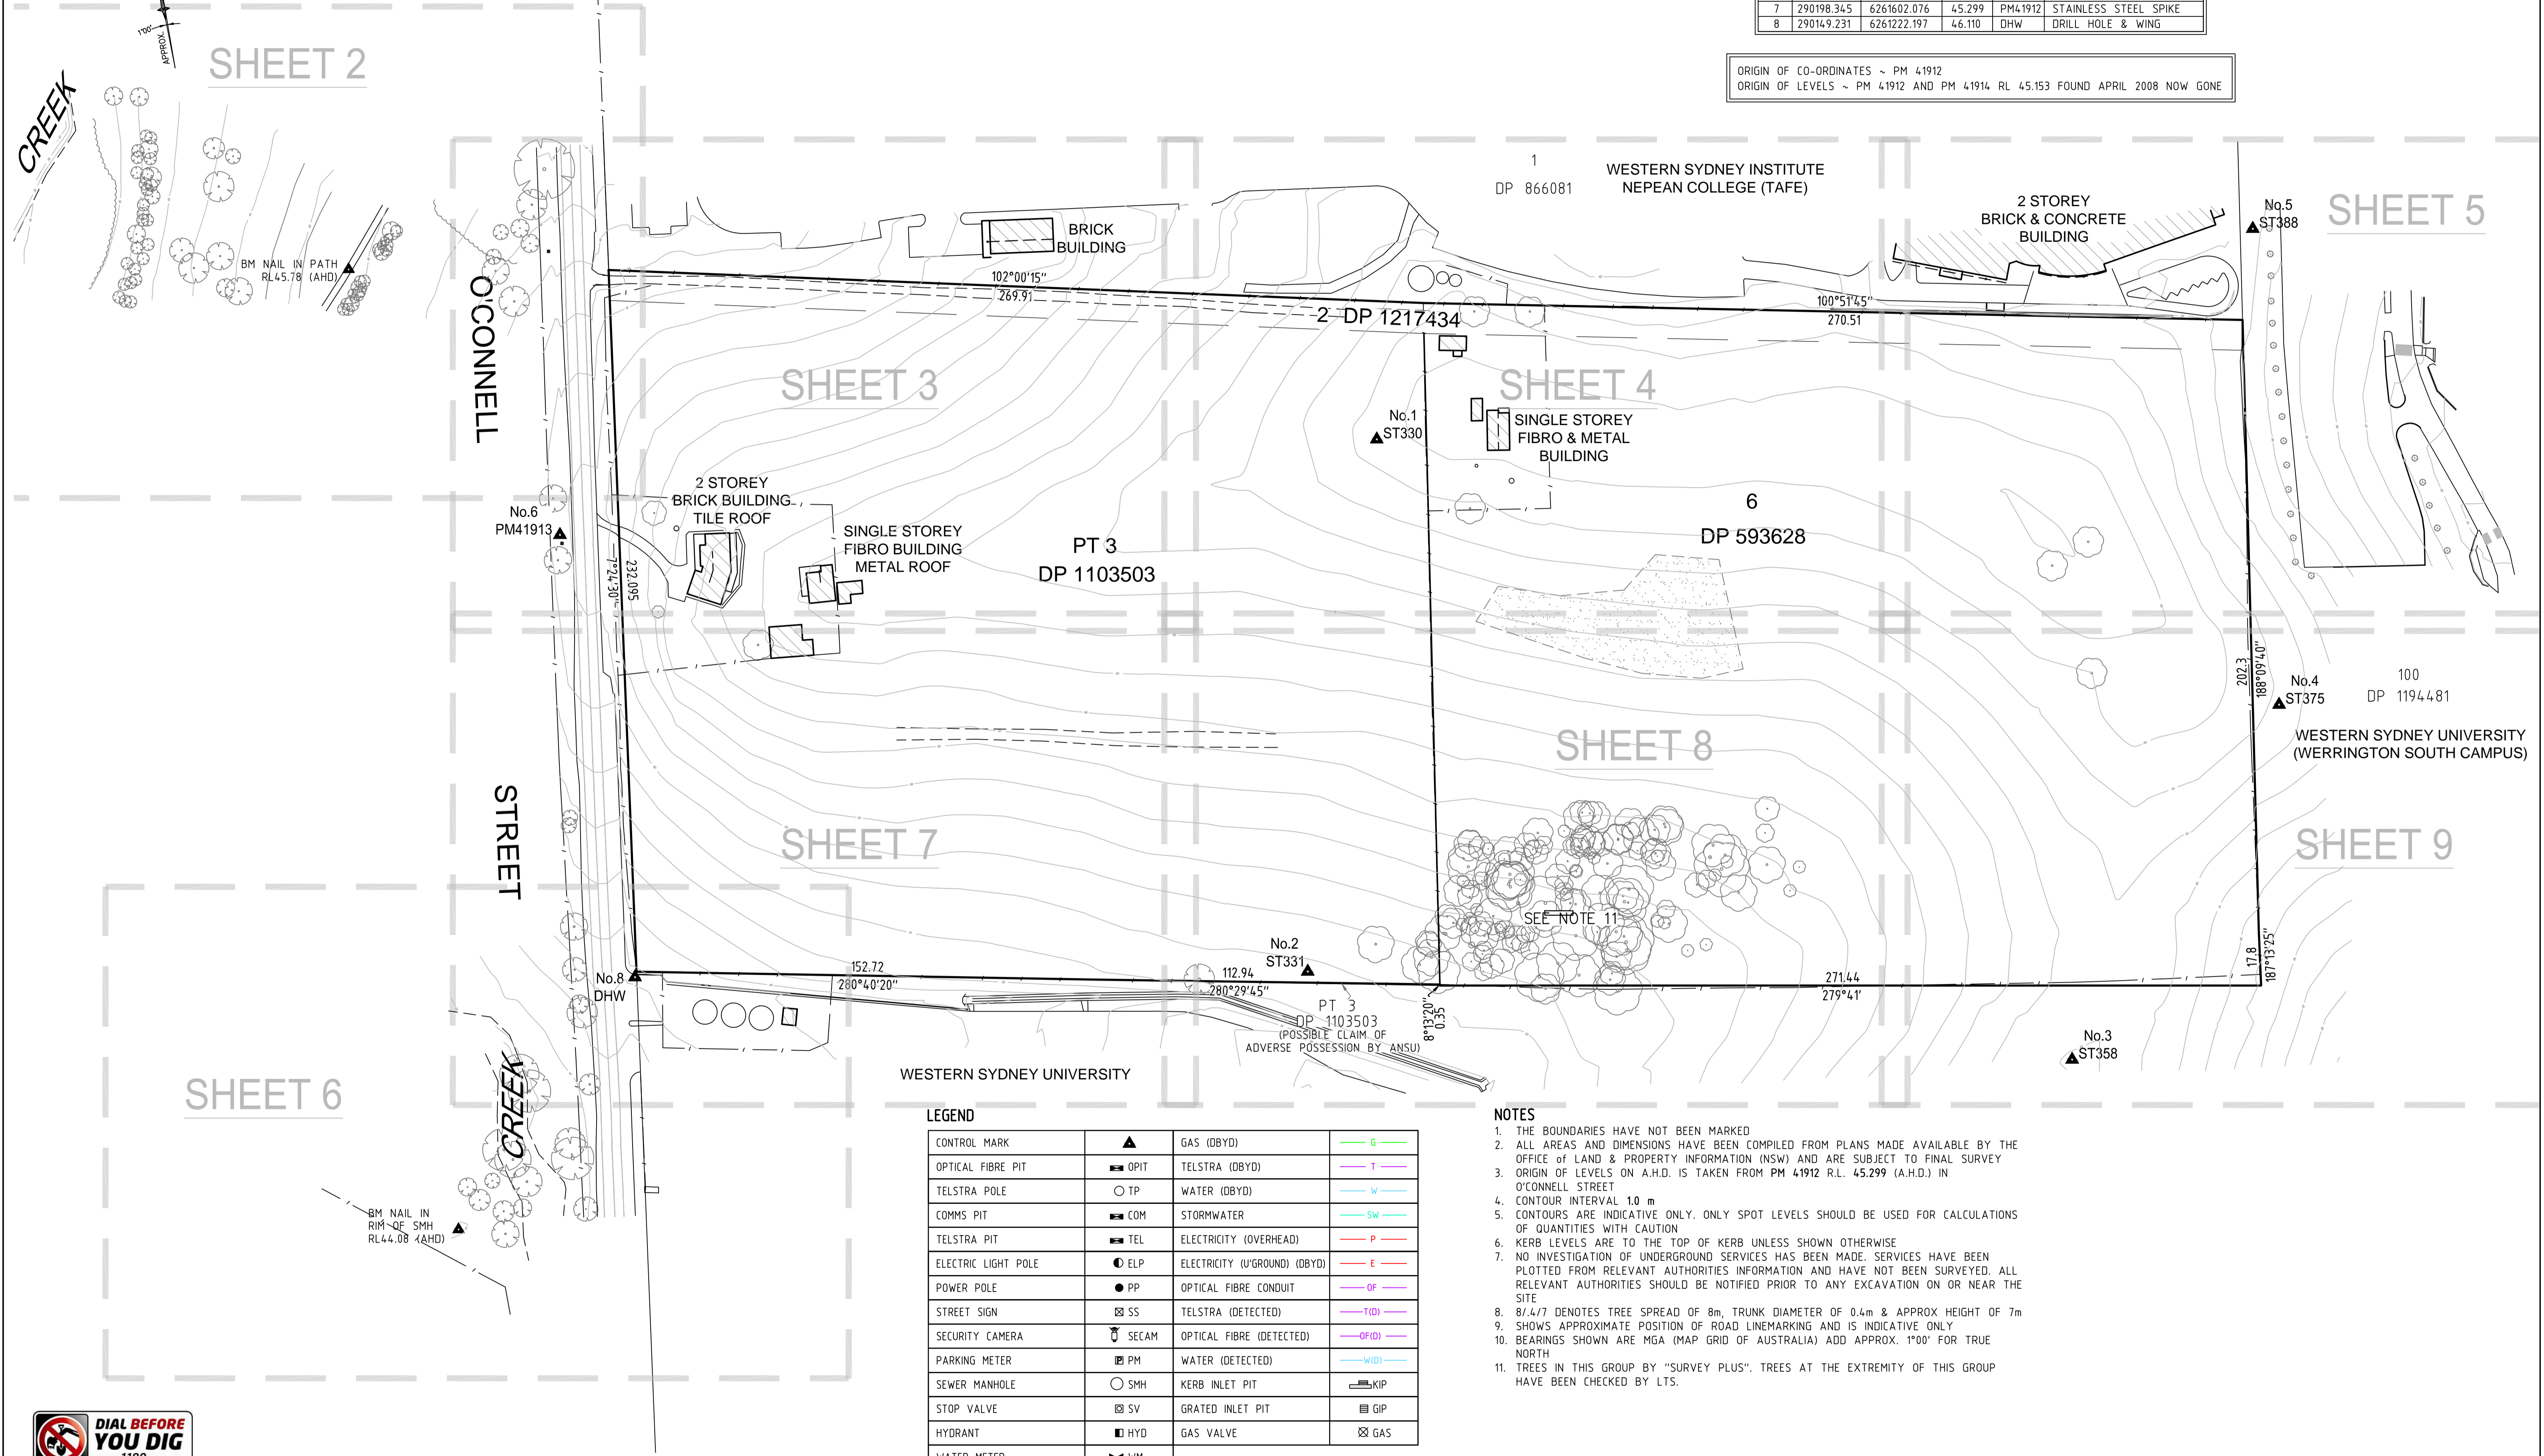 7 290198.345 6261602.076 45.299 PM41912 STAINLESS STEEL SPIKE
8 290149.231 6261222.197 46.110 DHW DRILL HOLE & WING
ORIGIN OF CO-ORDINATES ~ PM 41912
ORIGIN OF LEVELS ~ PM 41912 AND PM 41914 RL 45.153 FOUND APRIL 2008 NOW GONE
1°00'
APPROX.
SHEET 2
CREEK
BM NAIL IN PATH
RL45.78 (AHD)
O'CONNELL
1
DP 866081
WESTERN SYDNEY INSTITUTE
NEPEAN COLLEGE (TAFE)
2 STOREY
BRICK & CONCRETE
BUILDING
No.5
ST388
SHEET 5
BRICK
BUILDING
102°00'15"
269.91
2 DP 1217434
100°51'45"
270.51
SHEET 3
SHEET 4
No.1
ST330
SINGLE STOREY
FIBRO & METAL
BUILDING
2 STOREY
BRICK BUILDING
TILE ROOF
No.6
PM41913
SINGLE STOREY
FIBRO BUILDING
METAL ROOF
PT 3
DP 1103503
6
DP 593628
7°24'30"
232.095
202.3
188°09'40"
No.4
ST375
100
DP 1194481
WESTERN SYDNEY UNIVERSITY
(WERRINGTON SOUTH CAMPUS)
SHEET 8
STREET
SHEET 7
SHEET 9
SEE NOTE 11
No.8
DHW
152.72
280°40'20"
112.94
280°29'45"
No.2
ST331
271.44
279°41'
17.8
187°13'25"
8°13'20"
0.35
PT 3
DP 1103503
(POSSIBLE CLAIM OF
ADVERSE POSSESSION BY ANSU)
No.3
ST358
WESTERN SYDNEY UNIVERSITY
SHEET 6
CREEK
BM NAIL IN
RIM OF SMH
RL44.08 (AHD)
LEGEND
CONTROL MARK GAS (DBYD) G
OPTICAL FIBRE PIT OPIT TELSTRA (DBYD) T
TELSTRA POLE TP WATER (DBYD) W
COMMS PIT COM STORMWATER SW
TELSTRA PIT TEL ELECTRICITY (OVERHEAD) P
ELECTRIC LIGHT POLE ELP ELECTRICITY (U'GROUND) (DBYD) E
POWER POLE PP OPTICAL FIBRE CONDUIT OF
STREET SIGN SS TELSTRA (DETECTED) T(D)
SECURITY CAMERA SECAM OPTICAL FIBRE (DETECTED) OF(D)
PARKING METER P PM WATER (DETECTED) W(D)
SEWER MANHOLE SMH KERB INLET PIT KIP
STOP VALVE SV GRATED INLET PIT GIP
HYDRANT HYD GAS VALVE GAS
WATER METER WM
NOTES
1. THE BOUNDARIES HAVE NOT BEEN MARKED
2. ALL AREAS AND DIMENSIONS HAVE BEEN COMPILED FROM PLANS MADE AVAILABLE BY THE
OFFICE of LAND & PROPERTY INFORMATION (NSW) AND ARE SUBJECT TO FINAL SURVEY
3. ORIGIN OF LEVELS ON A.H.D. IS TAKEN FROM PM 41912 R.L. 45.299 (A.H.D.) IN
O'CONNELL STREET
4. CONTOUR INTERVAL 1.0 m
5. CONTOURS ARE INDICATIVE ONLY. ONLY SPOT LEVELS SHOULD BE USED FOR CALCULATIONS
OF QUANTITIES WITH CAUTION
6. KERB LEVELS ARE TO THE TOP OF KERB UNLESS SHOWN OTHERWISE
7. NO INVESTIGATION OF UNDERGROUND SERVICES HAS BEEN MADE. SERVICES HAVE BEEN
PLOTTED FROM RELEVANT AUTHORITIES INFORMATION AND HAVE NOT BEEN SURVEYED. ALL
RELEVANT AUTHORITIES SHOULD BE NOTIFIED PRIOR TO ANY EXCAVATION ON OR NEAR THE
SITE
8. 8/.4/7 DENOTES TREE SPREAD OF 8m, TRUNK DIAMETER OF 0.4m & APPROX HEIGHT OF 7m
9. SHOWS APPROXIMATE POSITION OF ROAD LINEMARKING AND IS INDICATIVE ONLY
10. BEARINGS SHOWN ARE MGA (MAP GRID OF AUSTRALIA) ADD APPROX. 1°00' FOR TRUE
NORTH
11. TREES IN THIS GROUP BY "SURVEY PLUS". TREES AT THE EXTREMITY OF THIS GROUP
HAVE BEEN CHECKED BY LTS.
DIAL BEFORE
YOU DIG